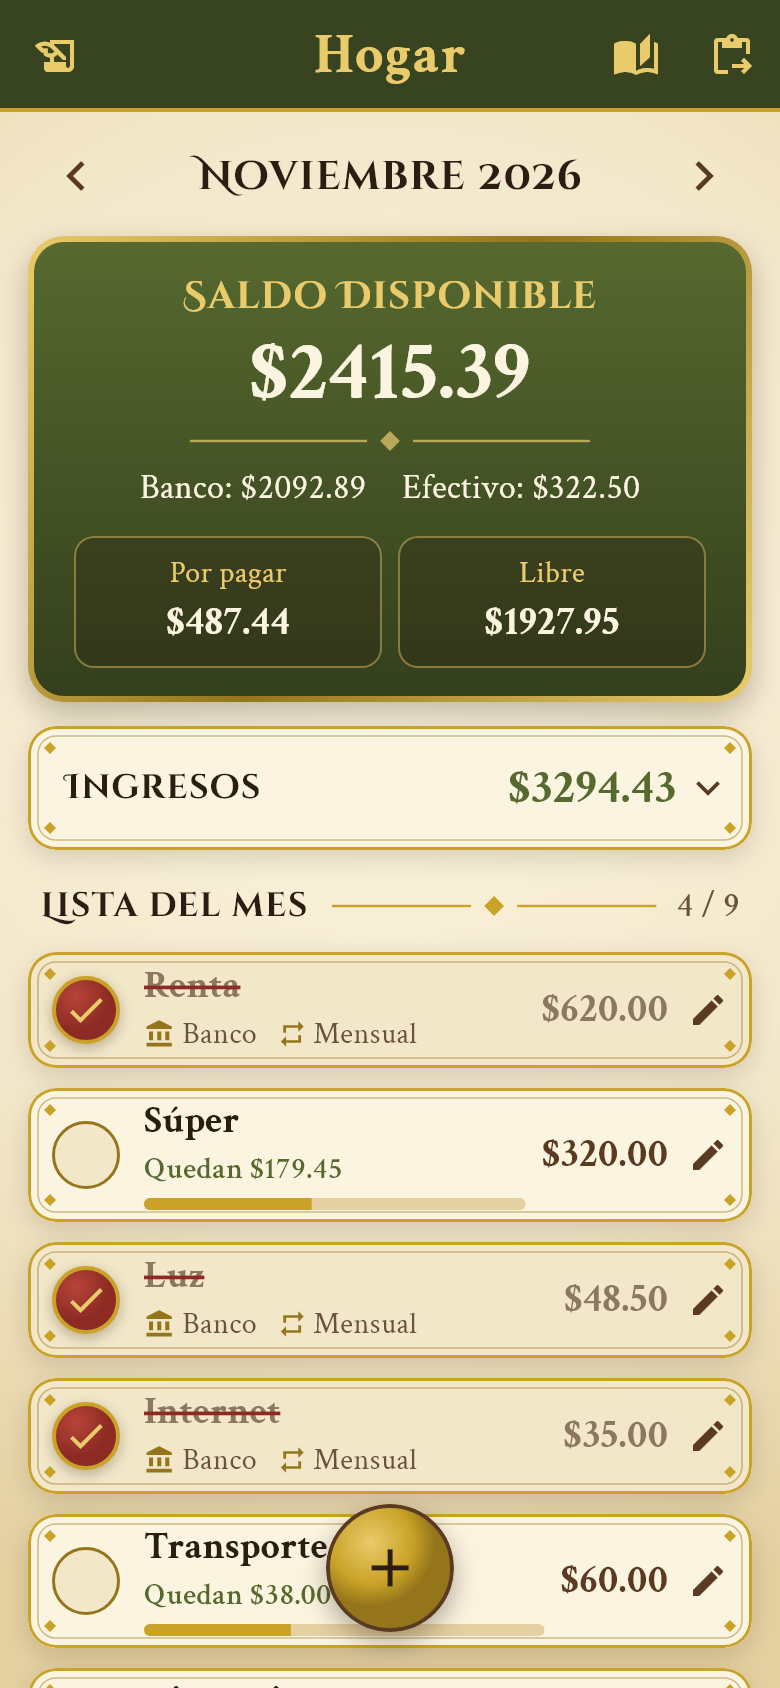 Hogar
Noviembre 2026
Saldo Disponible
$2415.39
Banco: $2092.89 Efectivo: $322.50
Por pagar Libre
$487.44 $1927.95
Ingresos $3294.43
Lista del mes 4 / 9
Renta
$620.00
Banco Mensual
Súper
$320.00
Quedan $179.45
Luz
$48.50
Banco Mensual
Internet
$35.00
Banco Mensual
Transporte
$60.00
Quedan $38.00